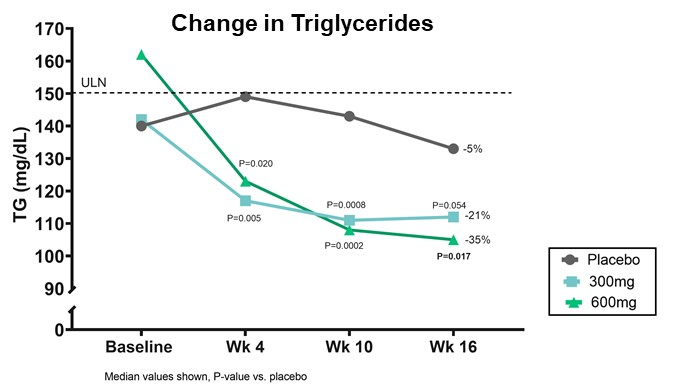 Change in Triglycerides
170
160
150
140
130
120
110
100
90
0
TG (mg/dL)
ULN
P=0.020
P=0.005
P=0.0008
P=0.0002
P=0.054
P=0.017
-5%
-21%
-35%
Baseline Wk 4 Wk 10 Wk 16
Placebo
300mg
600mg
Median values shown, P-value vs. placebo